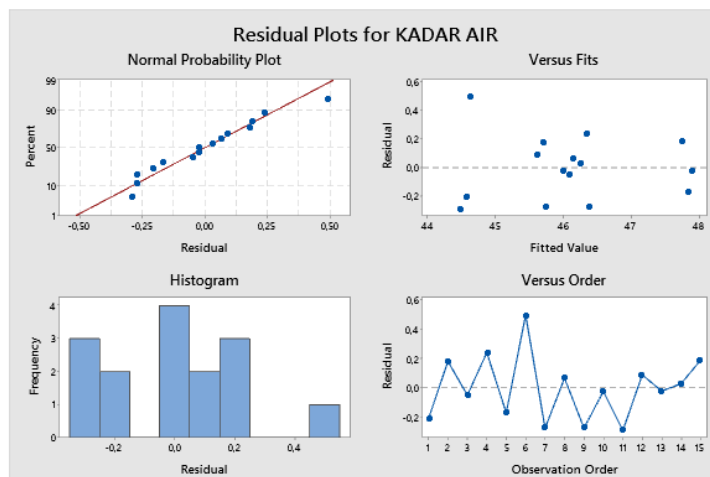 Residual Plots for KADAR AIR
Normal Probability Plot
99
90
50
10
1
Percent
-0,50 -0,25 0,00 0,25 0,50
Residual
Versus Fits
0,6
0,4
0,2
0,0
-0,2
Residual
44 45 46 47 48
Fitted Value
Histogram
4
3
2
1
0
Frequency
-0,2 0,0 0,2 0,4
Residual
Versus Order
0,6
0,4
0,2
0,0
-0,2
Residual
1 2 3 4 5 6 7 8 9 10 11 12 13 14 15
Observation Order